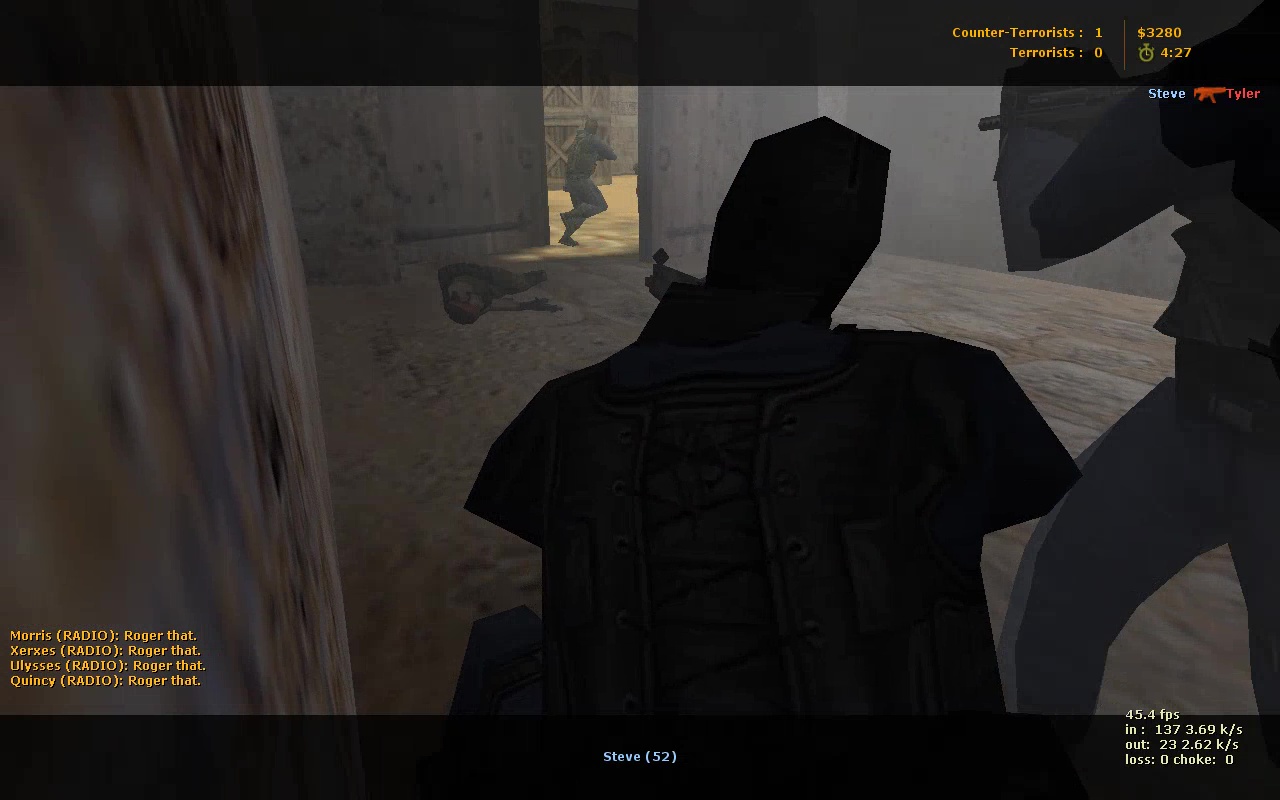 Counter-Terrorists : 1 $3280
Terrorists : 0 4:27
Steve Tyler
Morris (RADIO): Roger that.
Xerxes (RADIO): Roger that.
Ulysses (RADIO): Roger that.
Quincy (RADIO): Roger that.
45.4 fps
in : 137 3.69 k/s
out: 23 2.62 k/s
loss: 0 choke: 0
Steve (52)